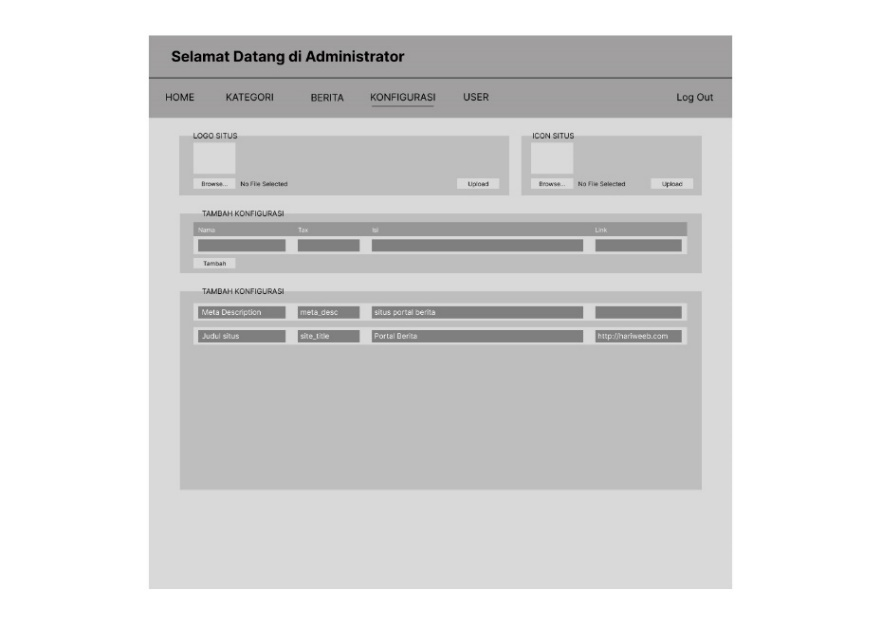 Selamat Datang di Administrator
HOME KATEGORI BERITA KONFIGURASI USER Log Out
LOGO SITUS ICON SITUS
Browse... No File Selected Upload Browse... No File Selected Upload
TAMBAH KONFIGURASI
Nama Tax Isi Link
Tambah
TAMBAH KONFIGURASI
Meta Description meta_desc situs portal berita
Judul situs site_title Portal Berita http://hariweeb.com